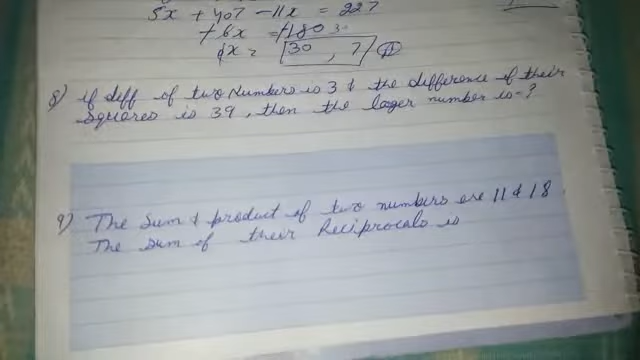 5x + 407 - 11x = 227
+6x = +180 30
x = 30, 7
8) If diff of two Numbers is 3 & the difference of their
Squares is 39, then the lager number is - ?
9) The Sum & product of two numbers are 11 & 18.
The sum of their Reciprocals is